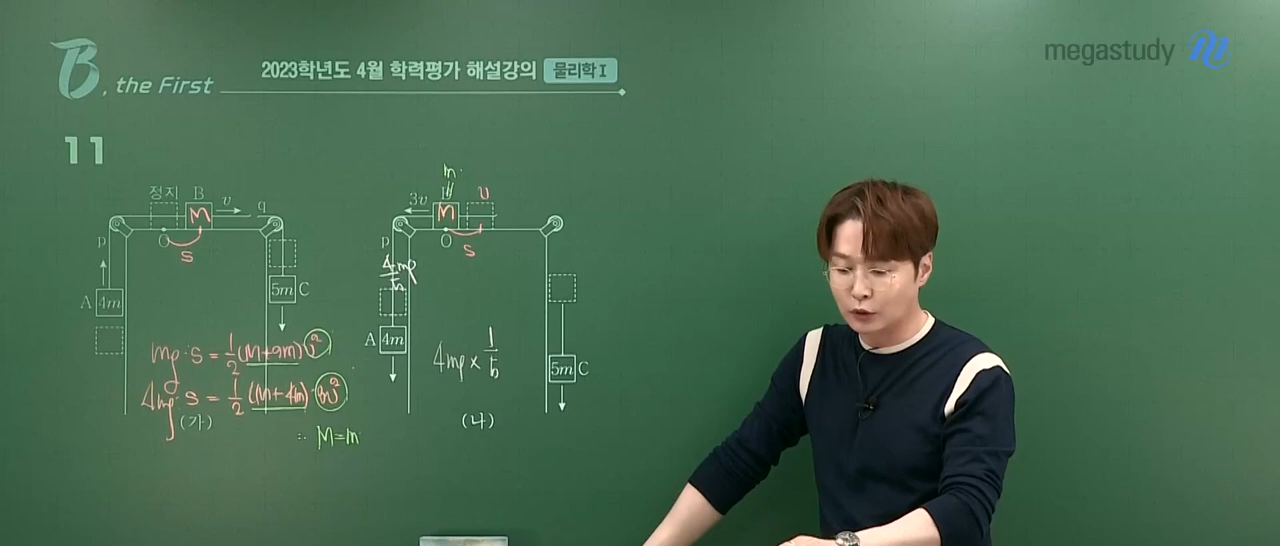 megastudy
B, the First
2023학년도 4월 학력평가 해설강의 물리학 I
11
정지 B v q
M
O
S
p
A 4m
5m C
mg·S = 1/2 (M+9m) v²
4mg·S = 1/2 (M+4m) (3v)²
(가)
∴ M=m
m
3v
M
v
p
O
S
4/5 mg
A 4m
4mg × 1/5
5m C
(나)